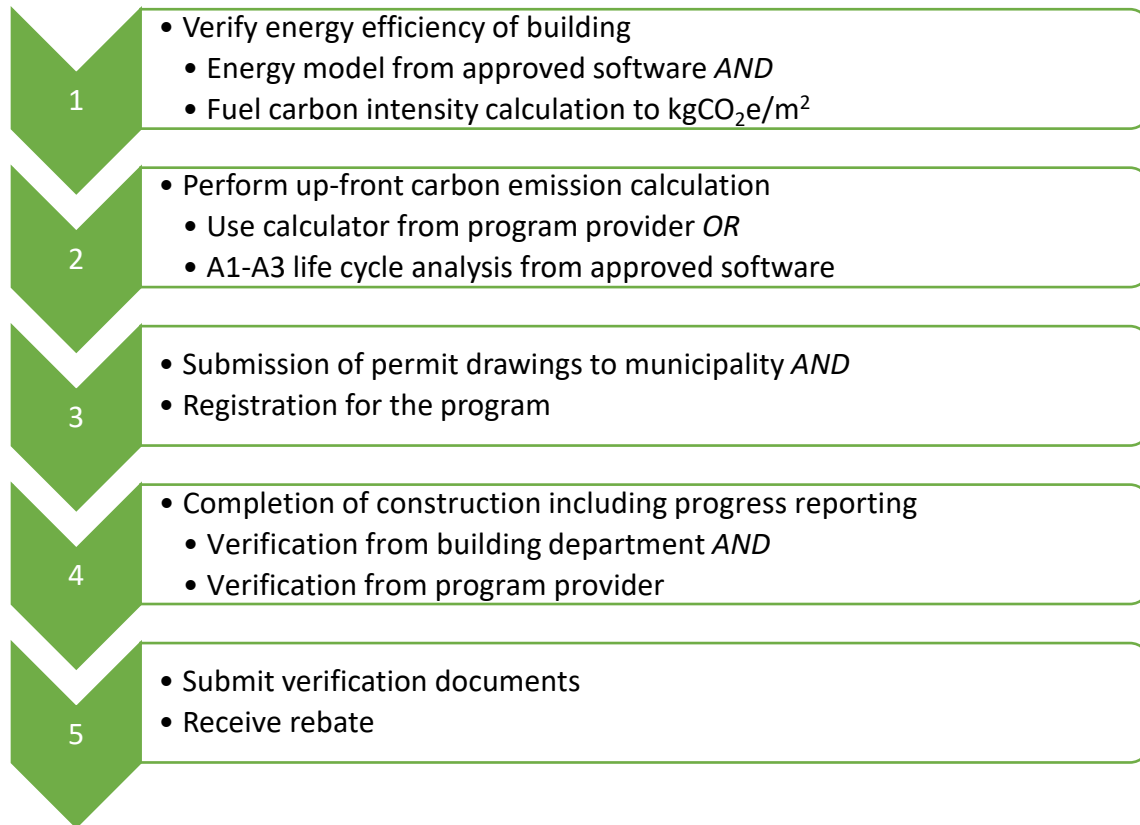 1
• Verify energy efficiency of building
• Energy model from approved software AND
• Fuel carbon intensity calculation to kgCO₂e/m²
2
• Perform up-front carbon emission calculation
• Use calculator from program provider OR
• A1-A3 life cycle analysis from approved software
3
• Submission of permit drawings to municipality AND
• Registration for the program
4
• Completion of construction including progress reporting
• Verification from building department AND
• Verification from program provider
5
• Submit verification documents
• Receive rebate